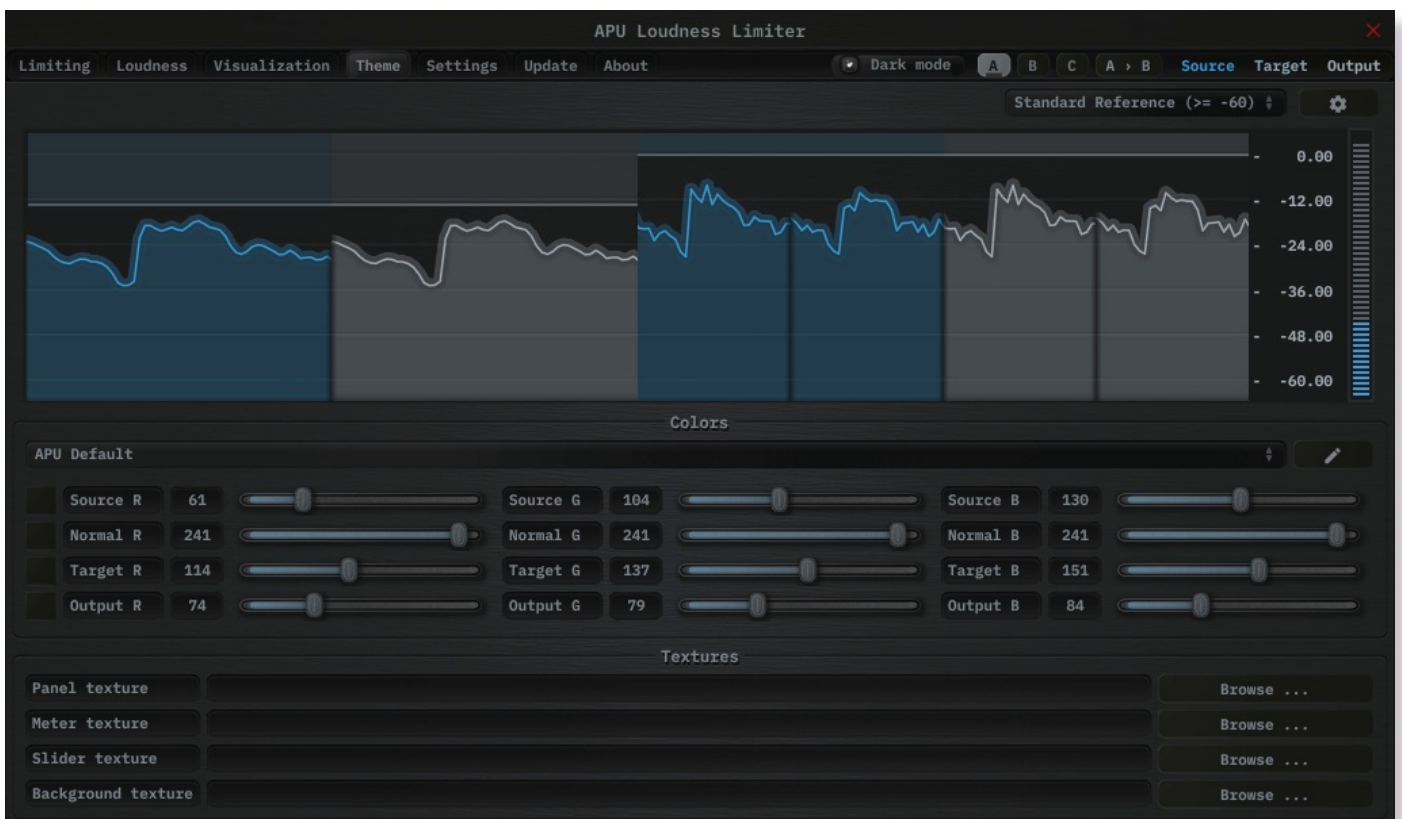 APU Loudness Limiter
Limiting Loudness Visualization Theme Settings Update About Dark mode A B C A › B Source Target Output
Standard Reference (>= -60)
- 0.00
- -12.00
- -24.00
- -36.00
- -48.00
- -60.00
Colors
APU Default
Source R 61 Source G 104 Source B 130
Normal R 241 Normal G 241 Normal B 241
Target R 114 Target G 137 Target B 151
Output R 74 Output G 79 Output B 84
Textures
Panel texture Browse ...
Meter texture Browse ...
Slider texture Browse ...
Background texture Browse ...